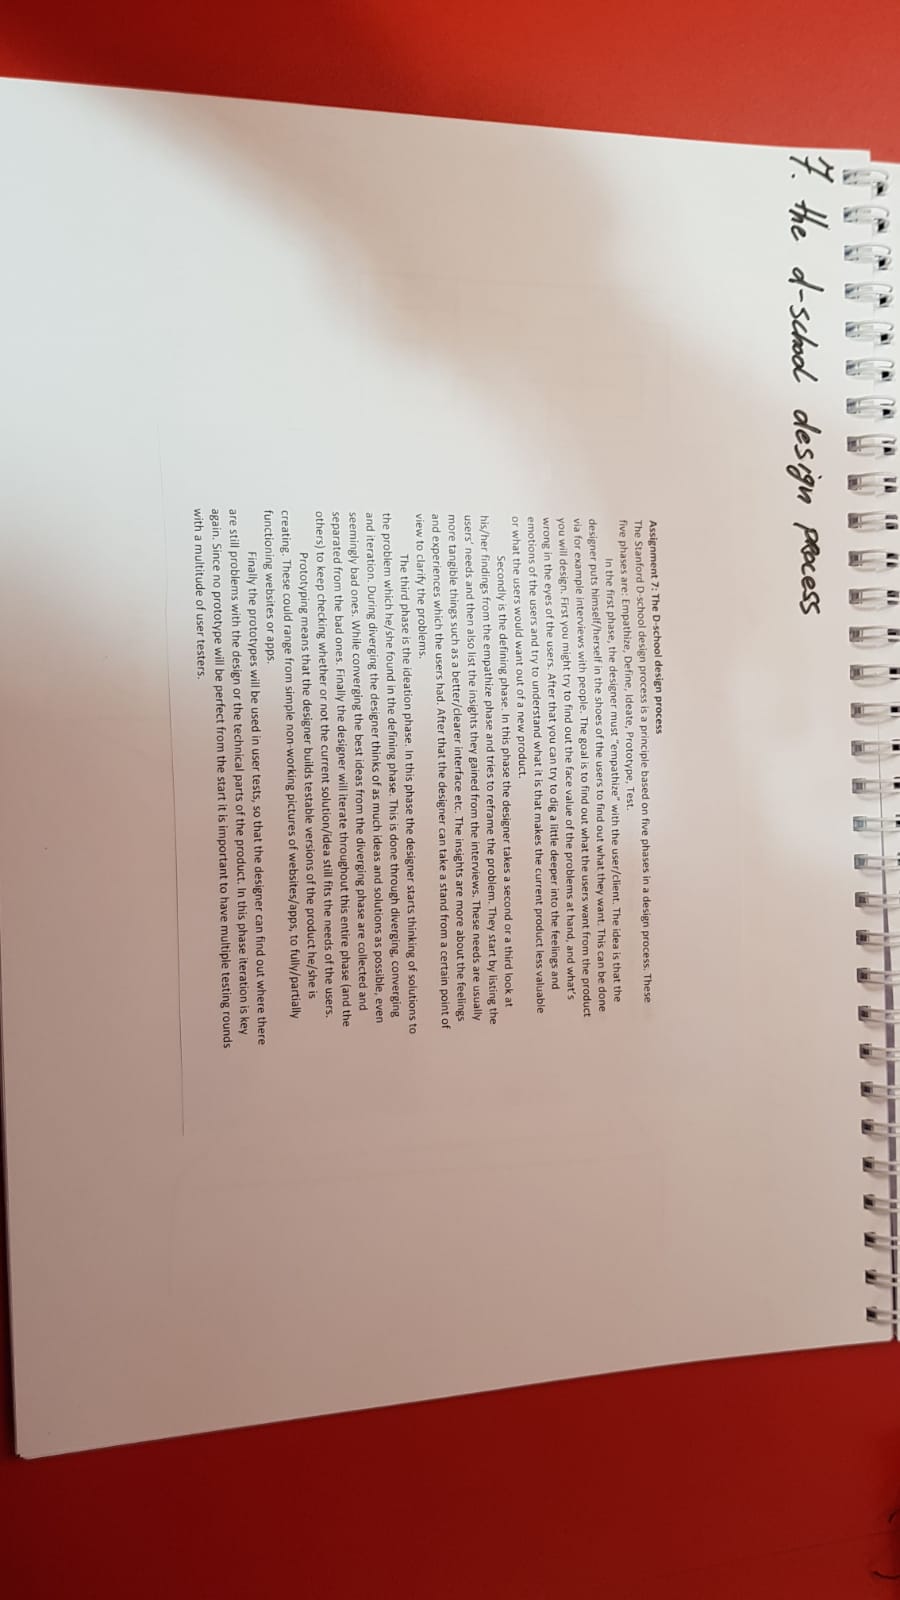 7. the d-school design process
Assignment 7: The D-school design process
The Stanford D-school design process is a principle based on five phases in a design process. These
five phases are: Empathize, Define, Ideate, Prototype, Test.
In the first phase, the designer must "empathize" with the user/client. The idea is that the
designer puts himself/herself in the shoes of the users to find out what they want. This can be done
via for example interviews with people. The goal is to find out what the users want from the product
you will design. First you might try to find out the face value of the problems at hand, and what's
wrong in the eyes of the users. After that you can try to dig a little deeper into the feelings and
emotions of the users and try to understand what it is that makes the current product less valuable
or what the users would want out of a new product.
Secondly is the defining phase. In this phase the designer takes a second or a third look at
his/her findings from the empathize phase and tries to reframe the problem. They start by listing the
users' needs and then also list the insights they gained from the interviews. These needs are usually
more tangible things such as a better/clearer interface etc. The insights are more about the feelings
and experiences which the users had. After that the designer can take a stand from a certain point of
view to clarify the problems.
The third phase is the ideation phase. In this phase the designer starts thinking of solutions to
the problem which he/she found in the defining phase. This is done through diverging, converging
and iteration. During diverging the designer thinks of as much ideas and solutions as possible, even
seemingly bad ones. While converging the best ideas from the diverging phase are collected and
separated from the bad ones. Finally the designer will iterate throughout this entire phase (and the
others) to keep checking whether or not the current solution/idea still fits the needs of the users.
Prototyping means that the designer builds testable versions of the product he/she is
creating. These could range from simple non-working pictures of websites/apps, to fully/partially
functioning websites or apps.
Finally the prototypes will be used in user tests, so that the designer can find out where there
are still problems with the design or the technical parts of the product. In this phase iteration is key
again. Since no prototype will be perfect from the start it is important to have multiple testing rounds
with a multitude of user testers.